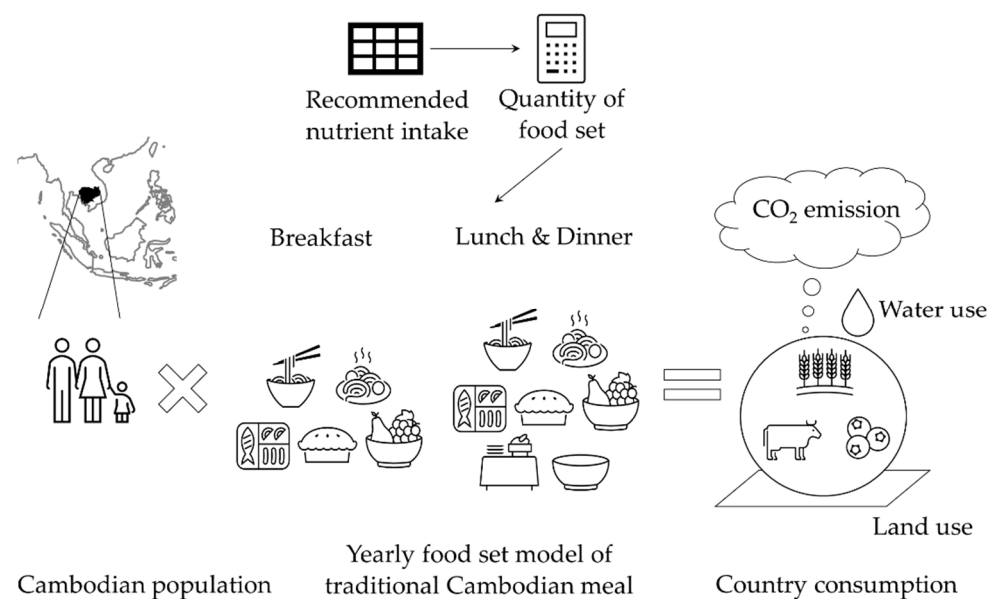 Recommended
nutrient intake
Quantity of
food set
Breakfast
Lunch & Dinner
CO₂ emission
Water use
Land use
Cambodian population
Yearly food set model of
traditional Cambodian meal
Country consumption